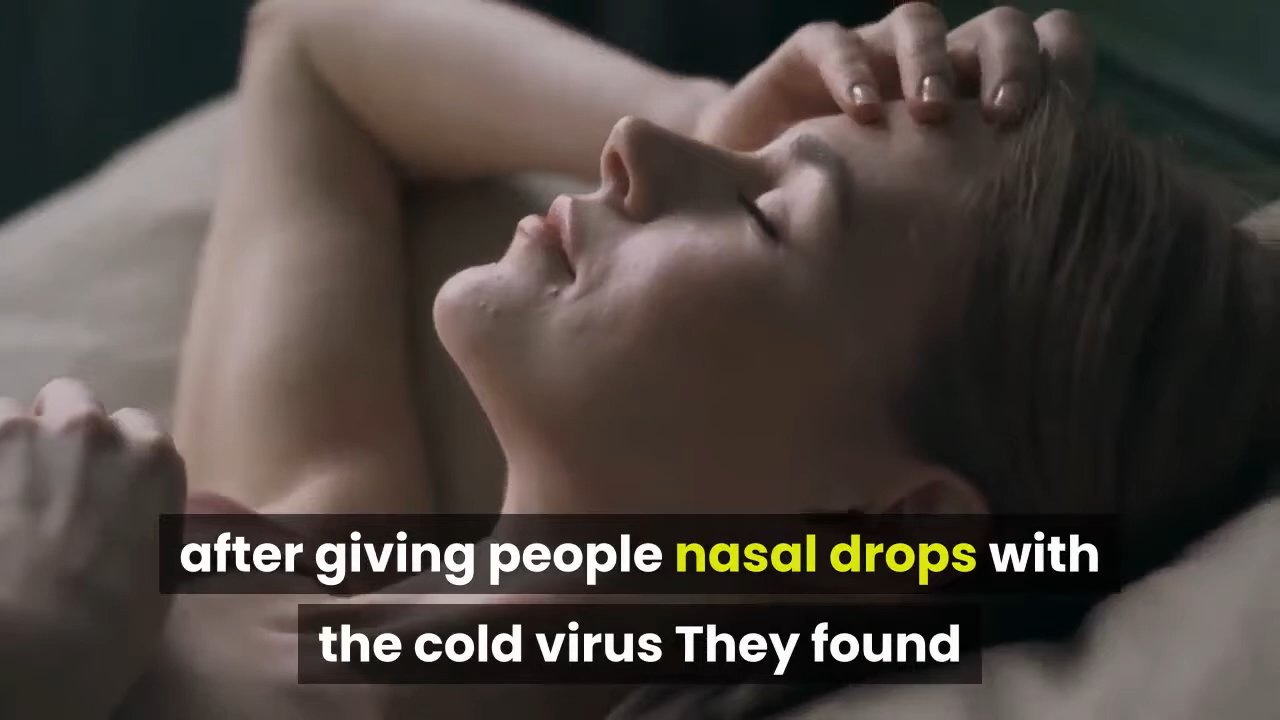 after giving people nasal drops with
the cold virus They found